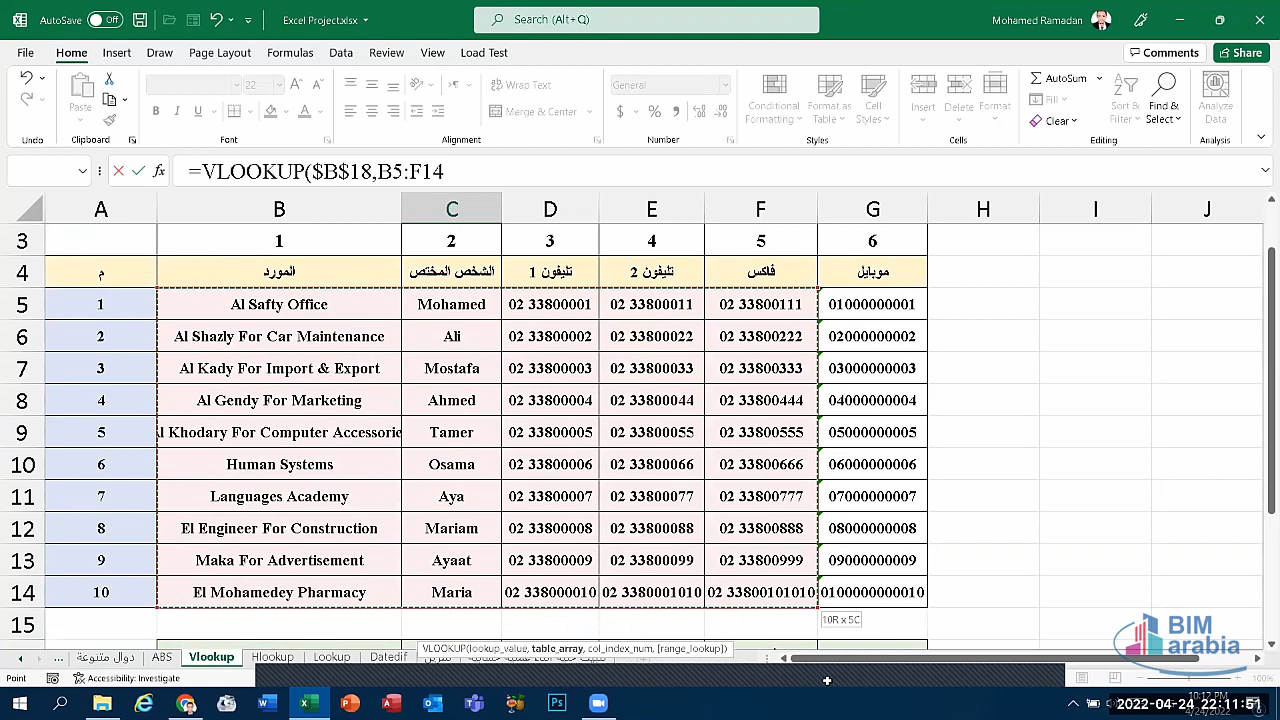 AutoSave Off Excel Project.xlsx Search (Alt+Q) Mohamed Ramadan
File Home Insert Draw Page Layout Formulas Data Review View Load Test Comments Share
Paste 22 Wrap Text General Conditional Formatting Format Table Cell Styles Insert Delete Format AutoSum Find & Select Analyze Data
Merge & Center $ % Fill Filter Clear
Undo Clipboard Font Alignment Number Styles Cells Editing Analysis
fx =VLOOKUP($B$18,B5:F14
A B C D E F G H I J
3 1 2 3 4 5 6
4 م المورد الشخص المختص تليفون 1 تليفون 2 فاكس موبايل
5 1 Al Safty Office Mohamed 02 33800001 02 33800011 02 33800111 01000000001
6 2 Al Shazly For Car Maintenance Ali 02 33800002 02 33800022 02 33800222 02000000002
7 3 Al Kady For Import & Export Mostafa 02 33800003 02 33800033 02 33800333 03000000003
8 4 Al Gendy For Marketing Ahmed 02 33800004 02 33800044 02 33800444 04000000004
9 5 l Khodary For Computer Accessorie Tamer 02 33800005 02 33800055 02 33800555 05000000005
10 6 Human Systems Osama 02 33800006 02 33800066 02 33800666 06000000006
11 7 Languages Academy Aya 02 33800007 02 33800077 02 33800777 07000000007
12 8 El Engineer For Construction Mariam 02 33800008 02 33800088 02 33800888 08000000008
13 9 Maka For Advertisement Ayaat 02 33800009 02 33800099 02 33800999 09000000009
14 10 El Mohamedey Pharmacy Maria 02 338000010 02 3380001010 02 33800101010 0100000000010
15 10R x 5C
VLOOKUP(lookup_value, table_array, col_index_num, [range_lookup])
... دوال متنوعة ABS Vlookup Hlookup Lookup Datedif
Point Accessibility: Investigate 100%
BIM
arabia
2022-04-24 22:11:51
4/24/2022